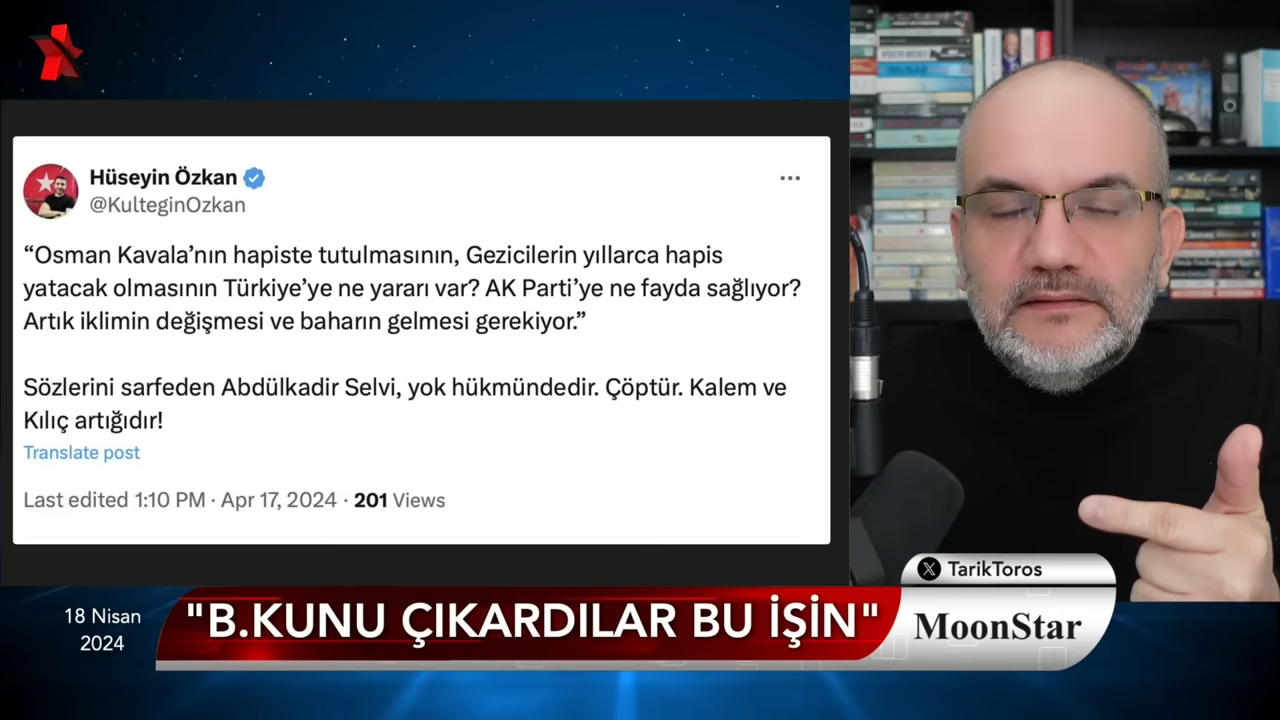 Hüseyin Özkan
@KulteginOzkan
“Osman Kavala’nın hapiste tutulmasının, Gezicilerin yıllarca hapis
yatacak olmasının Türkiye’ye ne yararı var? AK Parti’ye ne fayda sağlıyor?
Artık iklimin değişmesi ve baharın gelmesi gerekiyor.”
Sözlerini sarfeden Abdülkadir Selvi, yok hükmündedir. Çöptür. Kalem ve
Kılıç artığıdır!
Translate post
Last edited 1:10 PM · Apr 17, 2024 · 201 Views
TarikToros
18 Nisan
2024
"B.KUNU ÇIKARDILAR BU İŞİN"
MoonStar